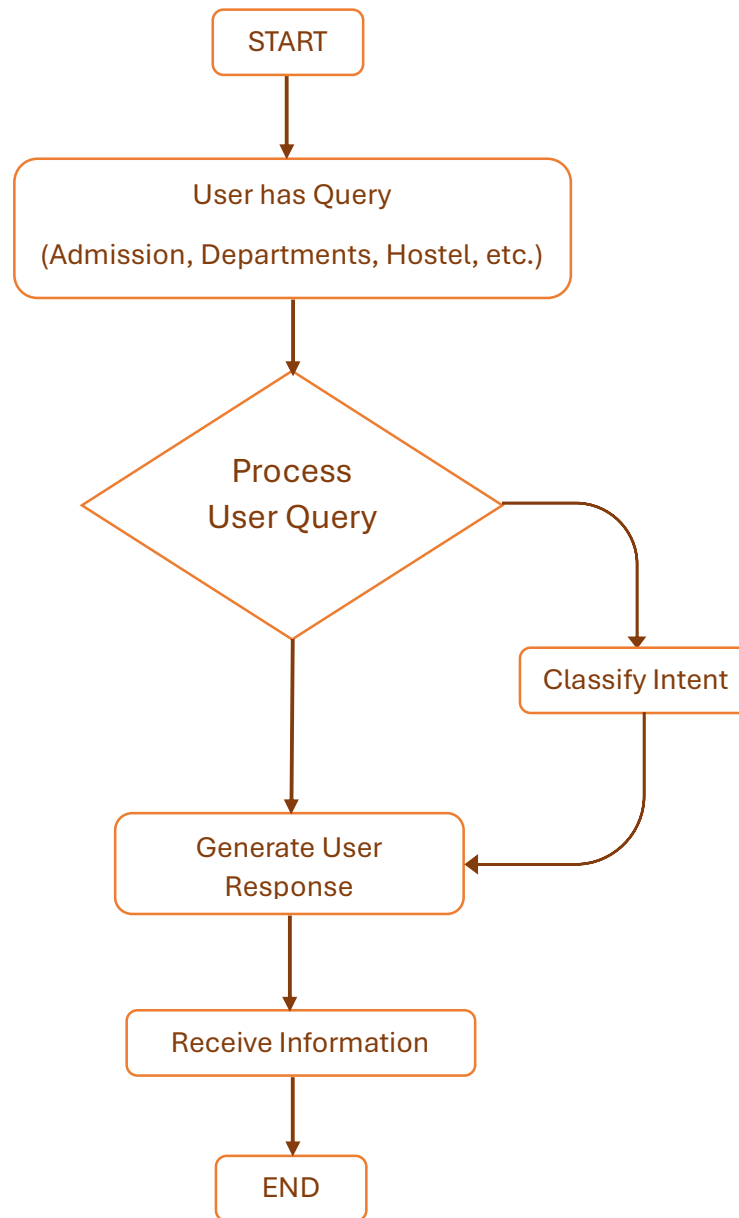 START
User has Query
(Admission, Departments, Hostel, etc.)
Process
User Query
Classify Intent
Generate User
Response
Receive Information
END